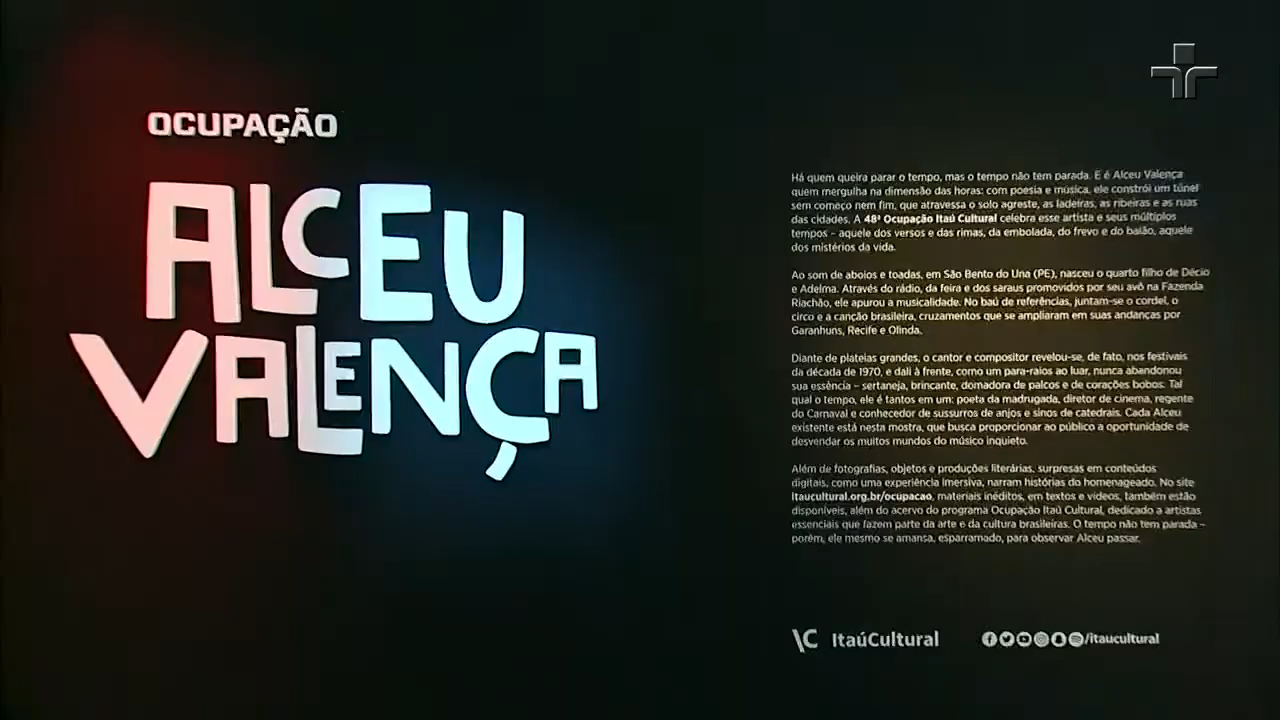 OCUPAÇÃO
ALCEU
VALENÇA
Há quem queira parar o tempo, mas o tempo não tem parada. E é Alceu Valença
quem mergulha na dimensão das horas: com poesia e música, ele constrói um túnel
sem começo nem fim, que atravessa o solo agreste, as ladeiras, as ribeiras e as ruas
das cidades. A 48ª Ocupação Itaú Cultural celebra esse artista e seus múltiplos
tempos – aquele dos versos e das rimas, da embolada, do frevo e do baião, aquele
dos mistérios da vida.
Ao som de aboios e toadas, em São Bento do Una (PE), nasceu o quarto filho de Décio
e Adelma. Através do rádio, da feira e dos saraus promovidos por seu avô na Fazenda
Riachão, ele apurou a musicalidade. No baú de referências, juntam-se o cordel, o
circo e a canção brasileira, cruzamentos que se ampliaram em suas andanças por
Garanhuns, Recife e Olinda.
Diante de plateias grandes, o cantor e compositor revelou-se, de fato, nos festivais
da década de 1970, e dali à frente, como um para-raios ao luar, nunca abandonou
sua essência – sertaneja, brincante, domadora de palcos e de corações bobos. Tal
qual o tempo, ele é tantos em um: poeta da madrugada, diretor de cinema, regente
do Carnaval e conhecedor de sussurros de anjos e sinos de catedrais. Cada Alceu
existente está nesta mostra, que busca proporcionar ao público a oportunidade de
desvendar os muitos mundos do músico inquieto.
Além de fotografias, objetos e produções literárias, surpresas em conteúdos
digitais, como uma experiência imersiva, narram histórias do homenageado. No site
itaucultural.org.br/ocupacao, materiais inéditos, em textos e vídeos, também estão
disponíveis, além do acervo do programa Ocupação Itaú Cultural, dedicado a artistas
essenciais que fazem parte da arte e da cultura brasileiras. O tempo não tem parada –
porém, ele mesmo se amansa, esparramado, para observar Alceu passar.
\C ItaúCultural /itaucultural